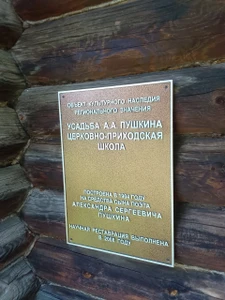 ОБЪЕКТ КУЛЬТУРНОГО НАСЛЕДИЯ
РЕГИОНАЛЬНОГО ЗНАЧЕНИЯ
УСАДЬБА А.А. ПУШКИНА
ЦЕРКОВНО-ПРИХОДСКАЯ
ШКОЛА
ПОСТРОЕНА В ГОДУ
НА СРЕДСТВА СЫНА ПОЭТА
АЛЕКСАНДРА СЕРГЕЕВИЧА
ПУШКИНА
НАУЧНАЯ РЕСТАВРАЦИЯ ВЫПОЛНЕНА
В ГОДУ